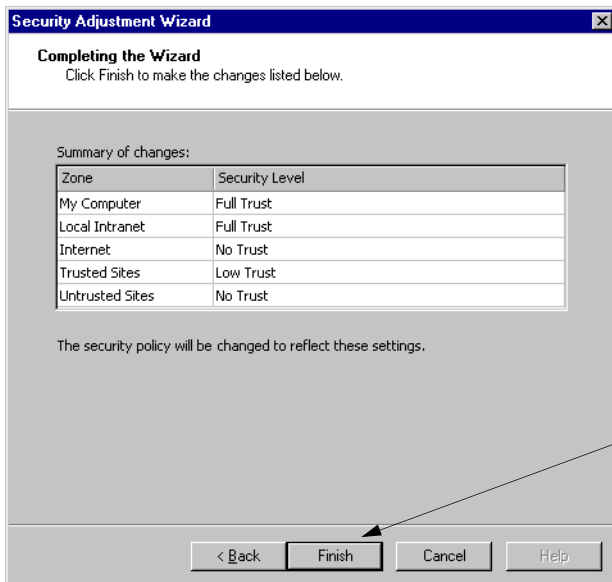 Security Adjustment Wizard
Completing the Wizard
Click Finish to make the changes listed below.
Summary of changes:
Zone Security Level
My Computer Full Trust
Local Intranet Full Trust
Internet No Trust
Trusted Sites Low Trust
Untrusted Sites No Trust
The security policy will be changed to reflect these settings.
< Back Finish Cancel Help